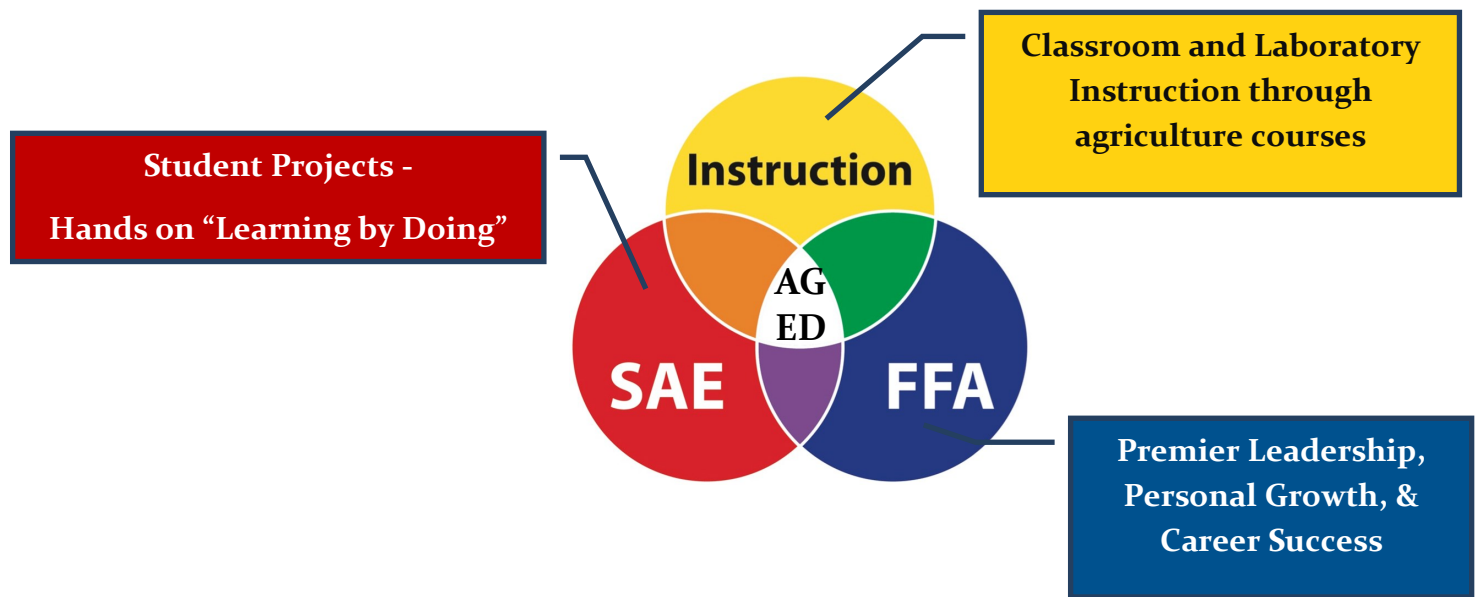 Classroom and Laboratory
Instruction through
agriculture courses
Student Projects -
Hands on “Learning by Doing”
Instruction
AG
ED
SAE
FFA
Premier Leadership,
Personal Growth, &
Career Success